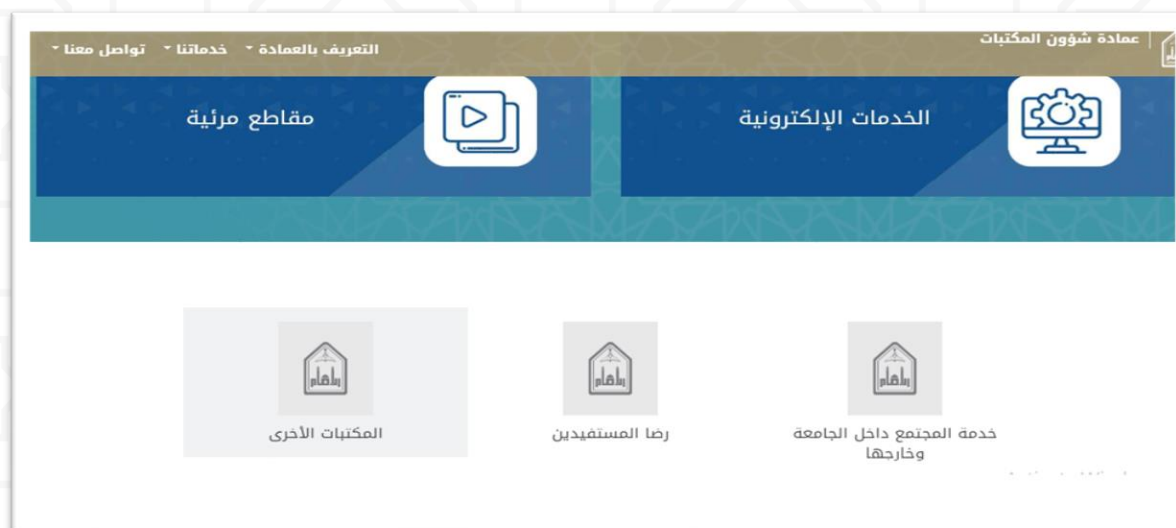 عمادة شؤون المكتبات
التعريف بالعمادة
خدماتنا
تواصل معنا
الخدمات الإلكترونية
مقاطع مرئية
خدمة المجتمع داخل الجامعة
وخارجها
رضا المستفيدين
المكتبات الأخرى